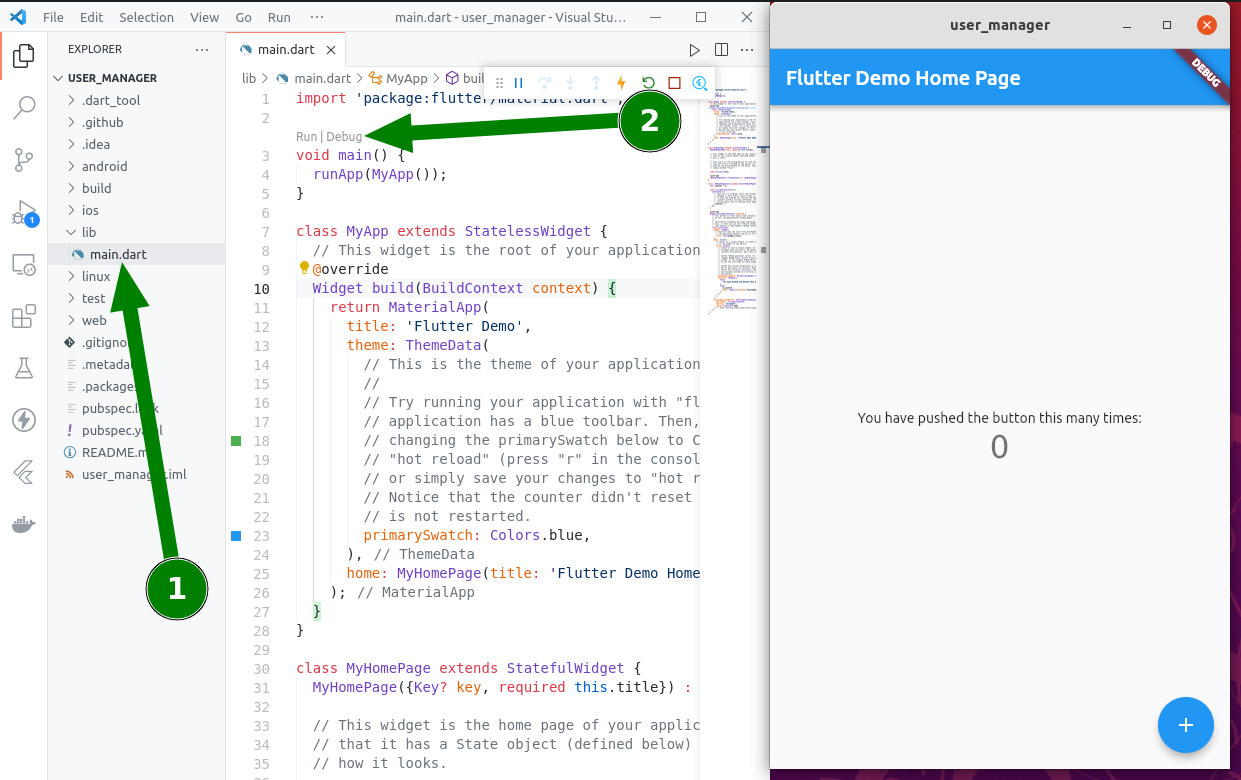 File Edit Selection View Go Run ··· main.dart - user_manager - Visual Stu...
EXPLORER ···
USER_MANAGER
.dart_tool
.github
.idea
android
build
ios
lib
main.dart
linux
test
web
.gitigno
.metada
.packages
pubspec.l k
pubspec.ya l
README.m
user_manager.iml
1
1
main.dart
lib > main.dart > MyApp > buil
1 import 'package:flutter/material.dart';
2
Run | Debug
2
3 void main() {
4 runApp(MyApp());
5 }
6
7 class MyApp extends StatelessWidget {
8 // This widget is the root of your application
9 @override
10 Widget build(BuildContext context) {
11 return MaterialApp(
12 title: 'Flutter Demo',
13 theme: ThemeData(
14 // This is the theme of your application
15 //
16 // Try running your application with "fl
17 // application has a blue toolbar. Then,
18 // changing the primarySwatch below to C
19 // "hot reload" (press "r" in the consol
20 // or simply save your changes to "hot r
21 // Notice that the counter didn't reset
22 // is not restarted.
23 primarySwatch: Colors.blue,
24 ), // ThemeData
25 home: MyHomePage(title: 'Flutter Demo Home
26 ); // MaterialApp
27 }
28 }
29
30 class MyHomePage extends StatefulWidget {
31 MyHomePage({Key? key, required this.title}) :
32
33 // This widget is the home page of your applic
34 // that it has a State object (defined below)
35 // how it looks.
user_manager
Flutter Demo Home Page
DEBUG
You have pushed the button this many times:
0
+